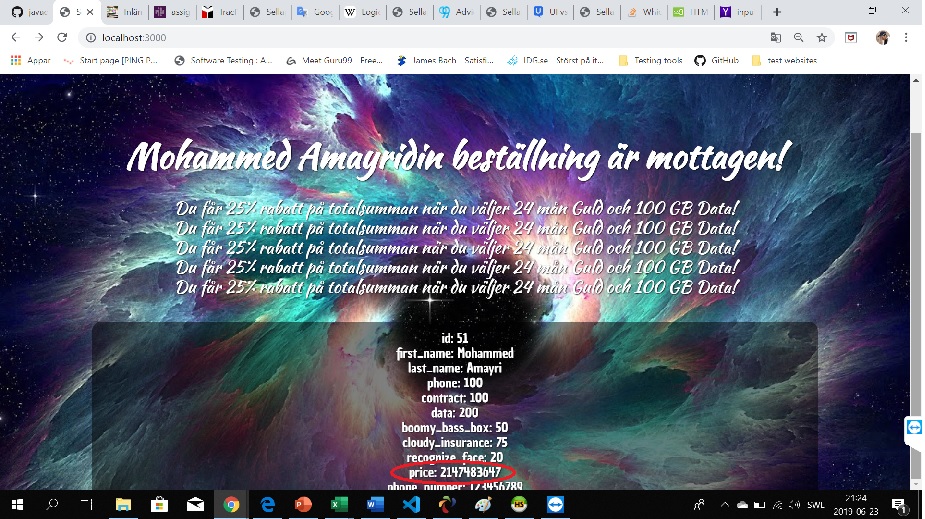 javac
S
Inlän
assig
Sella
Goog
Logi
Sella
Advi
Sella
UI vs
Sella
Whit
HTM
inpu
localhost:3000
Appar
Start page [PING P...
Software Testing : A...
Meet Guru99 - Free...
James Bach - Satisfi...
IDG.se - Störst på it...
Testing tools
GitHub
test websites
Mohammed Amayridin beställning är mottagen!
Du får 25% rabatt på totalsumman när du väljer 24 mån Guld och 100 GB Data!
Du får 25% rabatt på totalsumman när du väljer 24 mån Guld och 100 GB Data!
Du får 25% rabatt på totalsumman när du väljer 24 mån Guld och 100 GB Data!
Du får 25% rabatt på totalsumman när du väljer 24 mån Guld och 100 GB Data!
Du får 25% rabatt på totalsumman när du väljer 24 mån Guld och 100 GB Data!
id: 51
first_name: Mohammed
last_name: Amayri
phone: 100
contract: 100
data: 200
boomy_bass_box: 50
cloudy_insurance: 75
recognize_face: 20
price: 2147483647
phone_number: 123456789
SWL
21:24
2019-06-23